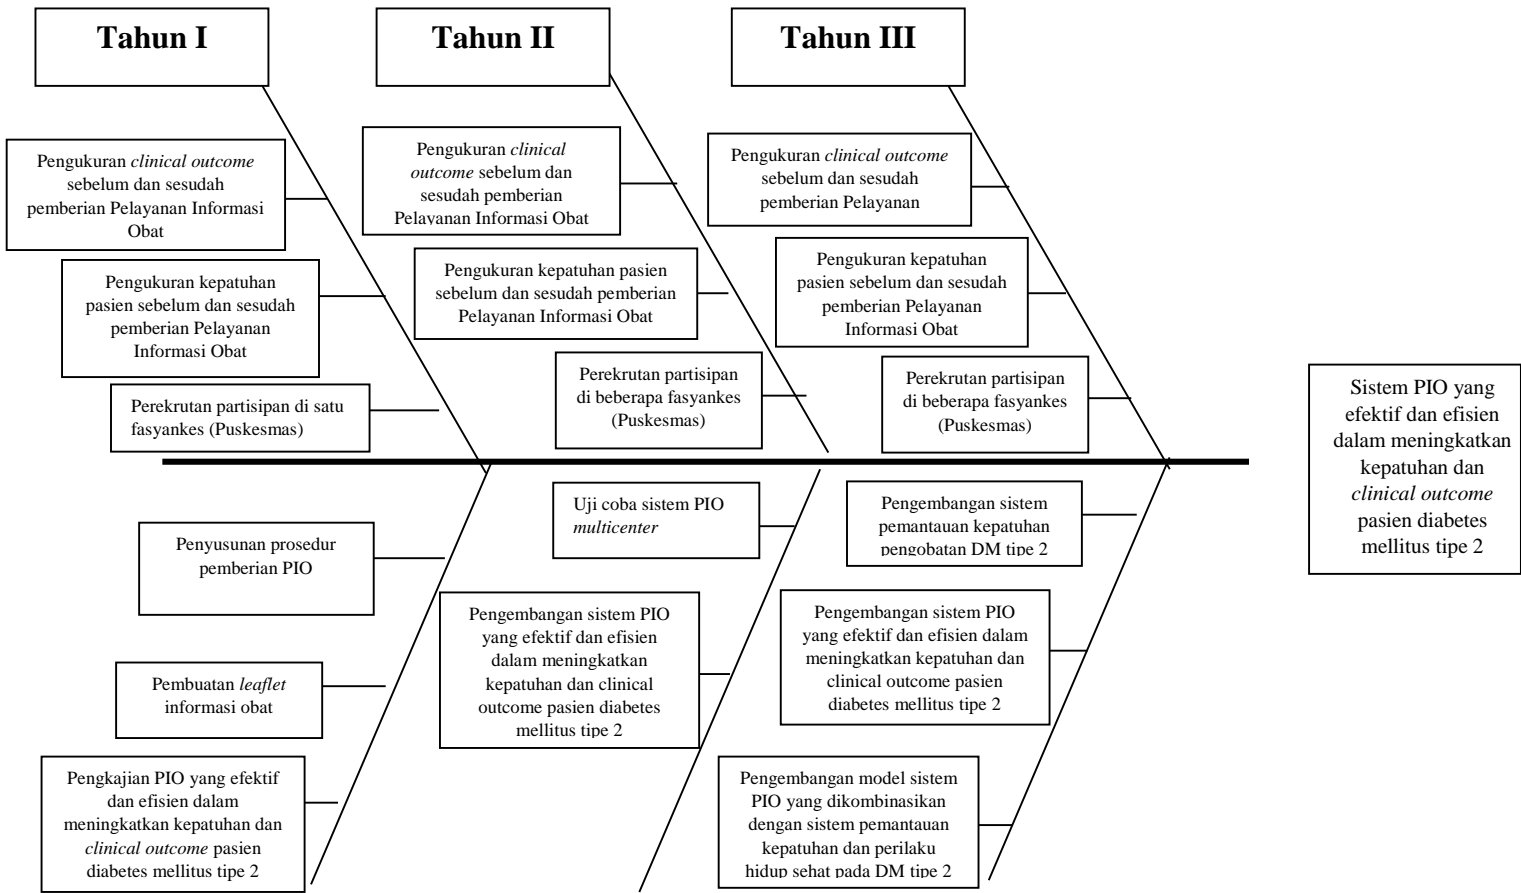 Tahun I
Tahun II
Tahun III
Pengukuran clinical outcome
sebelum dan sesudah
pemberian Pelayanan Informasi
Obat
Pengukuran clinical
outcome sebelum dan
sesudah pemberian
Pelayanan Informasi Obat
Pengukuran clinical outcome
sebelum dan sesudah
pemberian Pelayanan
Pengukuran kepatuhan
pasien sebelum dan sesudah
pemberian Pelayanan
Informasi Obat
Pengukuran kepatuhan pasien
sebelum dan sesudah pemberian
Pelayanan Informasi Obat
Pengukuran kepatuhan
pasien sebelum dan sesudah
pemberian Pelayanan
Informasi Obat
Perekrutan partisipan di satu
fasyankes (Puskesmas)
Perekrutan partisipan
di beberapa fasyankes
(Puskesmas)
Perekrutan partisipan
di beberapa fasyankes
(Puskesmas)
Sistem PIO yang
efektif dan efisien
dalam meningkatkan
kepatuhan dan
clinical outcome
pasien diabetes
mellitus tipe 2
Penyusunan prosedur
pemberian PIO
Uji coba sistem PIO
multicenter
Pengembangan sistem
pemantauan kepatuhan
pengobatan DM tipe 2
Pembuatan leaflet
informasi obat
Pengembangan sistem PIO
yang efektif dan efisien
dalam meningkatkan
kepatuhan dan clinical
outcome pasien diabetes
mellitus tipe 2
Pengembangan sistem PIO
yang efektif dan efisien dalam
meningkatkan kepatuhan dan
clinical outcome pasien
diabetes mellitus tipe 2
Pengkajian PIO yang efektif
dan efisien dalam
meningkatkan kepatuhan dan
clinical outcome pasien
diabetes mellitus tipe 2
Pengembangan model sistem
PIO yang dikombinasikan
dengan sistem pemantauan
kepatuhan dan perilaku
hidup sehat pada DM tipe 2